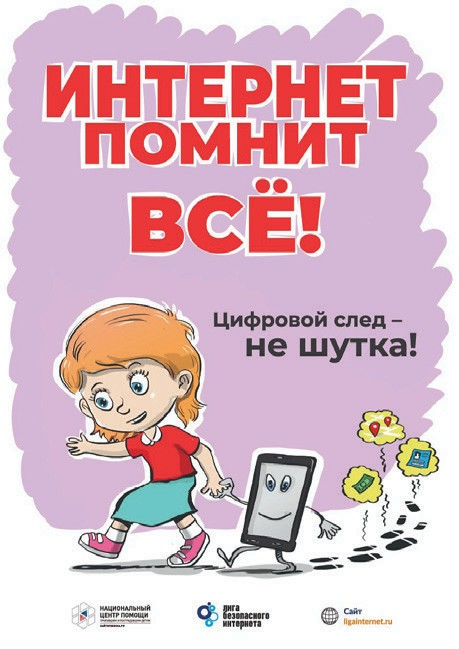 ИНТЕРНЕТ
ПОМНИТ
ВСЁ!
Цифровой след –
не шутка!
НАЦИОНАЛЬНЫЙ
ЦЕНТР ПОМОЩИ
лига
безопасного
интернета
Сайт
ligainternet.ru